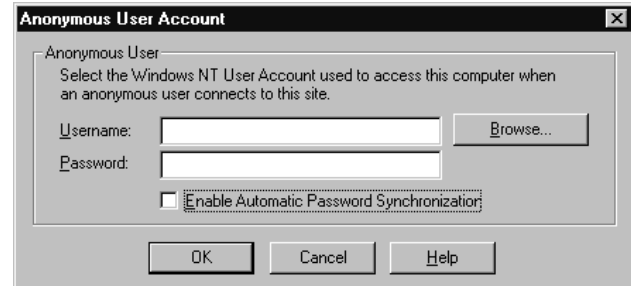 Anonymous User Account
Anonymous User
Select the Windows NT User Account used to access this computer when
an anonymous user connects to this site.
Username:
Browse...
Password:
Enable Automatic Password Synchronization
OK Cancel Help